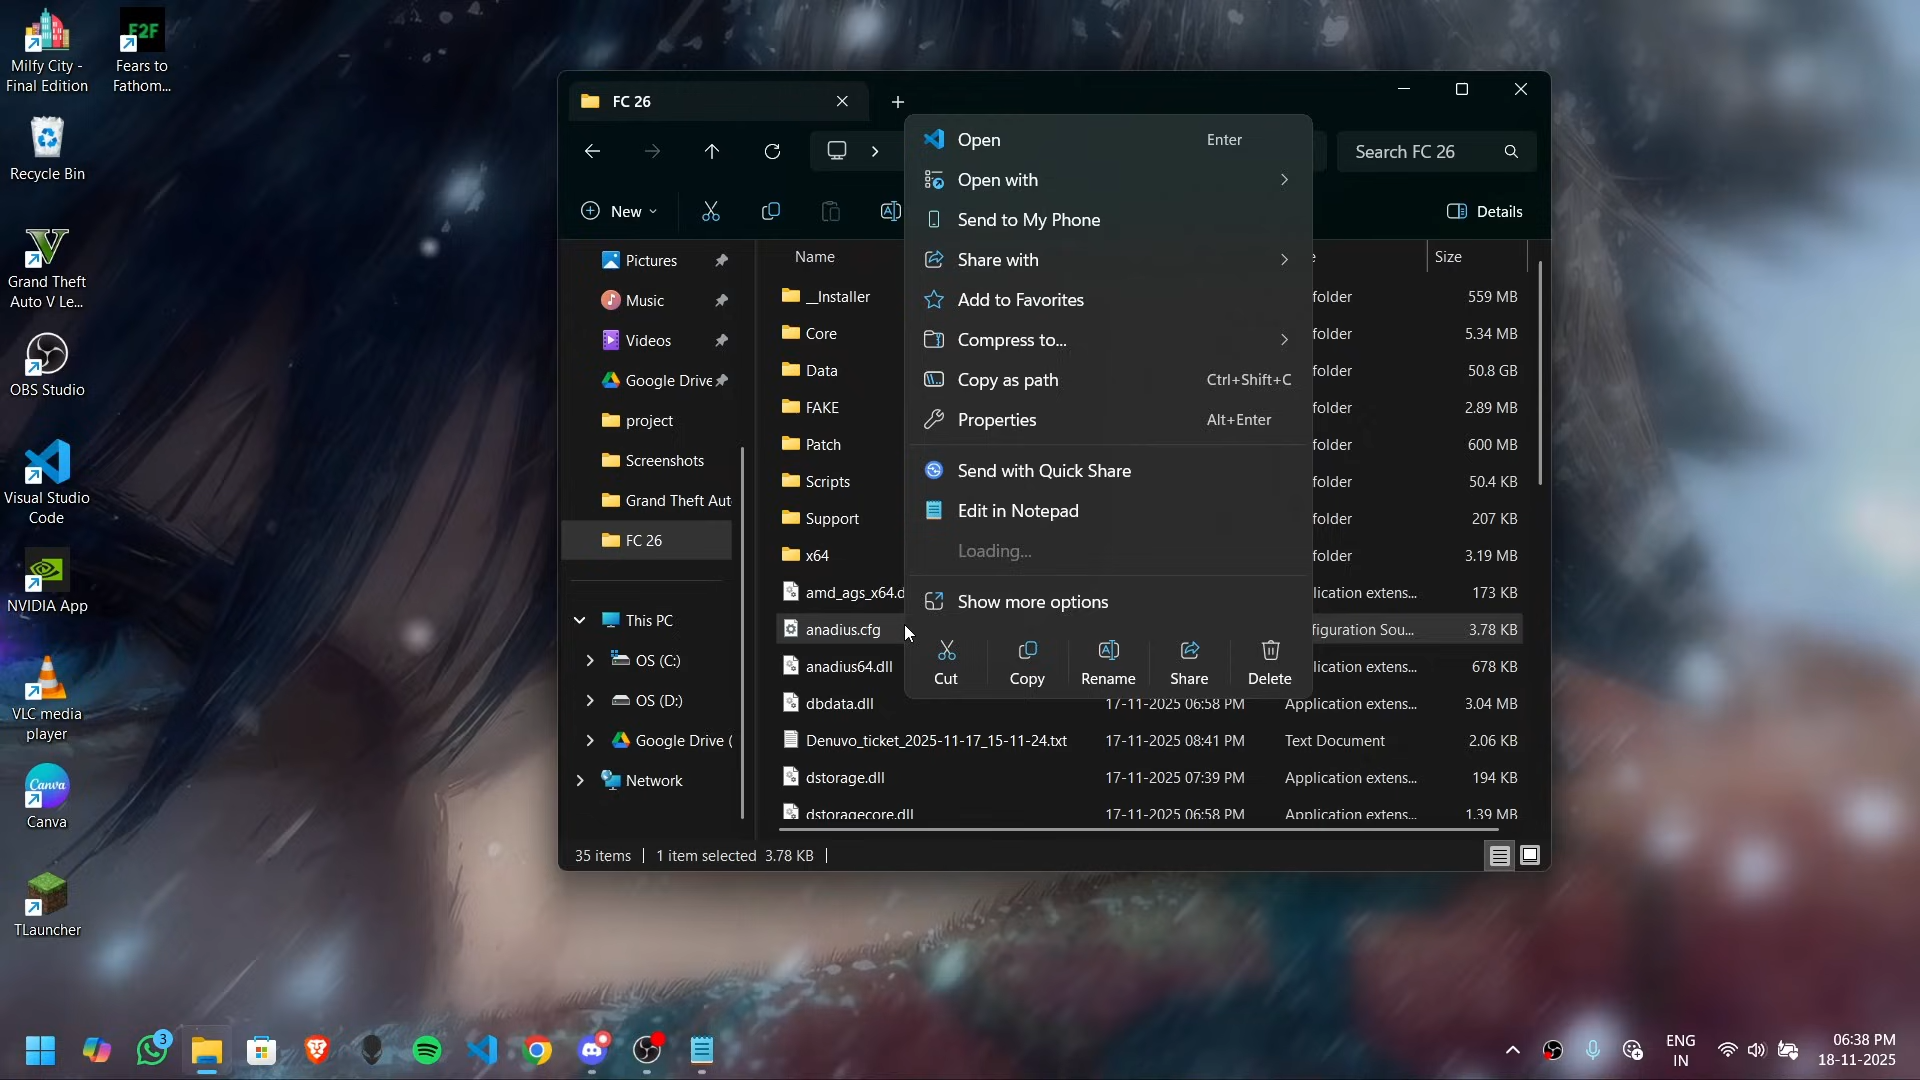 Milfy City -
Final Edition
F2F
Fears to
Fathom...
Recycle Bin
Grand Theft
Auto V Le...
OBS Studio
Visual Studio
Code
NVIDIA App
VLC media
player
Canva
Canva
TLauncher
FC 26
Search FC 26
New
Details
Pictures
Music
Videos
Google Drive
project
Screenshots
Grand Theft Aut
FC 26
This PC
OS (C:)
OS (D:)
Google Drive (
Network
Name
Size
__Installer
folder
559 MB
Core
folder
5.34 MB
Data
folder
50.8 GB
FAKE
folder
2.89 MB
Patch
folder
600 MB
Scripts
folder
50.4 KB
Support
folder
207 KB
x64
folder
3.19 MB
amd_ags_x64.d
lication extens...
173 KB
anadius.cfg
figuration Sou...
3.78 KB
anadius64.dll
lication extens...
678 KB
dbdata.dll
17-11-2025 06:58 PM
Application extens...
3.04 MB
Denuvo_ticket_2025-11-17_15-11-24.txt
17-11-2025 08:41 PM
Text Document
2.06 KB
dstorage.dll
17-11-2025 07:39 PM
Application extens...
194 KB
dstoragecore.dll
17-11-2025 06:58 PM
Application extens...
1.39 MB
Open
Enter
Open with
Send to My Phone
Share with
Add to Favorites
Compress to...
Copy as path
Ctrl+Shift+C
Properties
Alt+Enter
Send with Quick Share
Edit in Notepad
Loading...
Show more options
Cut
Copy
Rename
Share
Delete
35 items
1 item selected 3.78 KB
3
ENG
IN
06:38 PM
18-11-2025